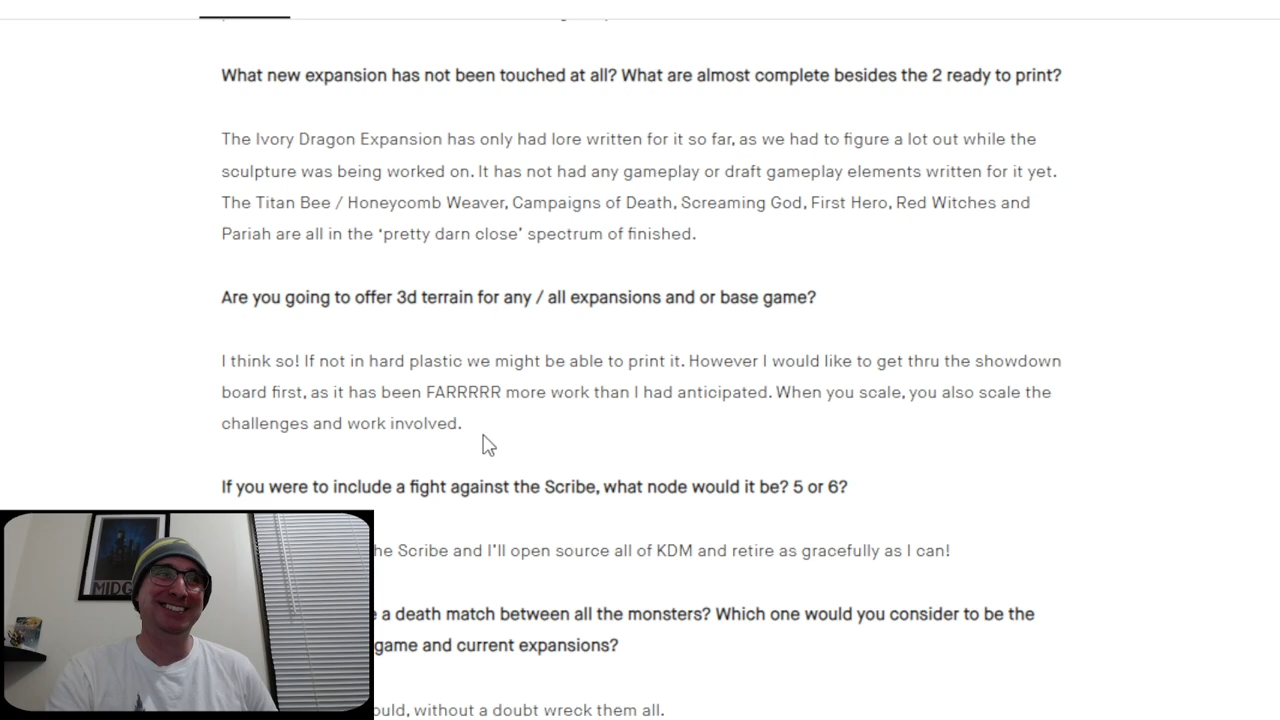 What new expansion has not been touched at all? What are almost complete besides the 2 ready to print?
The Ivory Dragon Expansion has only had lore written for it so far, as we had to figure a lot out while the
sculpture was being worked on. It has not had any gameplay or draft gameplay elements written for it yet.
The Titan Bee / Honeycomb Weaver, Campaigns of Death, Screaming God, First Hero, Red Witches and
Pariah are all in the ‘pretty darn close’ spectrum of finished.
Are you going to offer 3d terrain for any / all expansions and or base game?
I think so! If not in hard plastic we might be able to print it. However I would like to get thru the showdown
board first, as it has been FARRRRR more work than I had anticipated. When you scale, you also scale the
challenges and work involved.
If you were to include a fight against the Scribe, what node would it be? 5 or 6?
he Scribe and I’ll open source all of KDM and retire as gracefully as I can!
a death match between all the monsters? Which one would you consider to be the
game and current expansions?
ould, without a doubt wreck them all.
MIDG